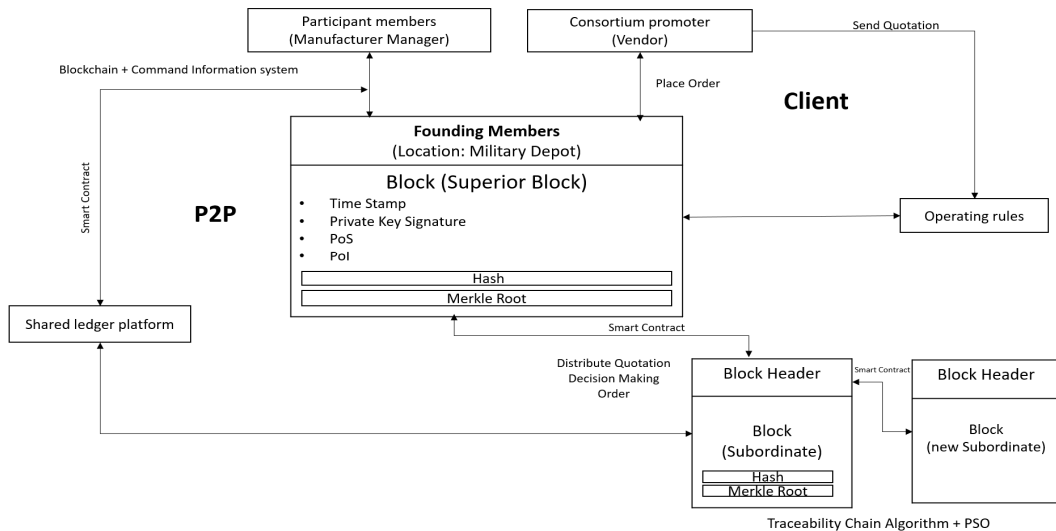 Participant members
(Manufacturer Manager)
Consortium promoter
(Vendor)
Send Quotation
Blockchain + Command Information system
Place Order
Client
Founding Members
(Location: Military Depot)
Block (Superior Block)
• Time Stamp
• Private Key Signature
• PoS
• PoI
Hash
Merkle Root
P2P
Smart Contract
Operating rules
Shared ledger platform
Smart Contract
Distribute Quotation
Decision Making
Order
Block Header
Block
(Subordinate)
Hash
Merkle Root
Smart Contract
Block Header
Block
(new Subordinate)
Traceability Chain Algorithm + PSO